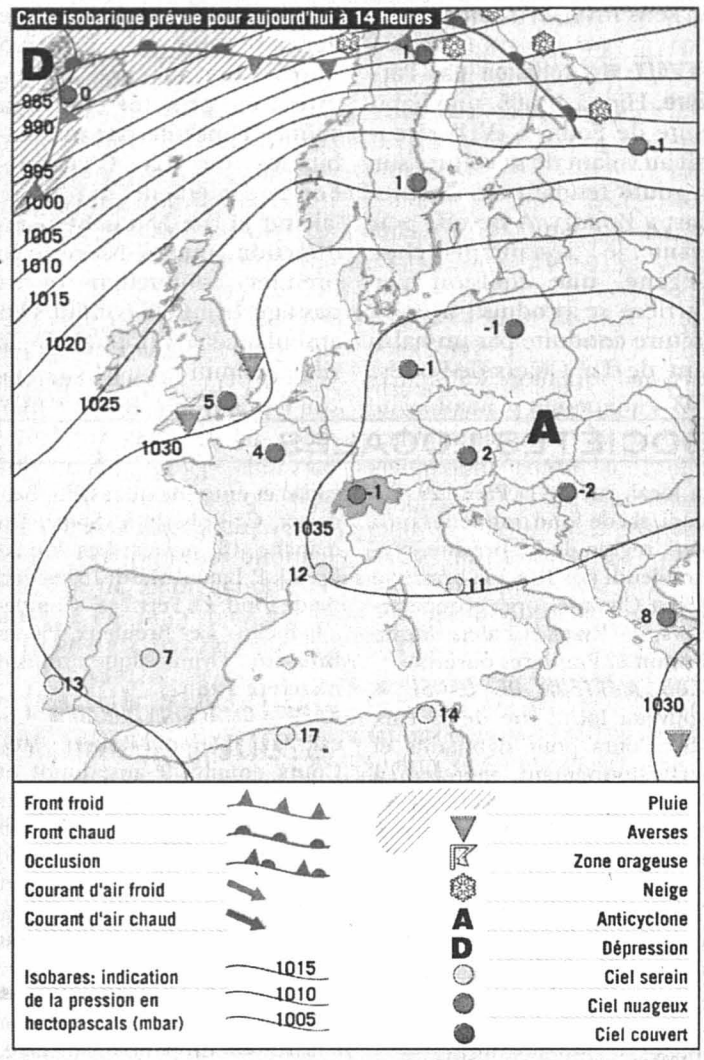 Carte isobarique prévue pour aujourd'hui à 14 heures
D
0
985
990
995
1000
1005
1010
1015
1020
1025
1030
-1
1
-1
-1
5
4
A
2
-2
-1
1035
12
11
8
7
13
14
17
1030
Front froid
Front chaud
Occlusion
Courant d'air froid
Courant d'air chaud
Isobares: indication
de la pression en
hectopascals (mbar)
1015
1010
1005
Pluie
Averses
Zone orageuse
Neige
A Anticyclone
D Dépression
Ciel serein
Ciel nuageux
Ciel couvert